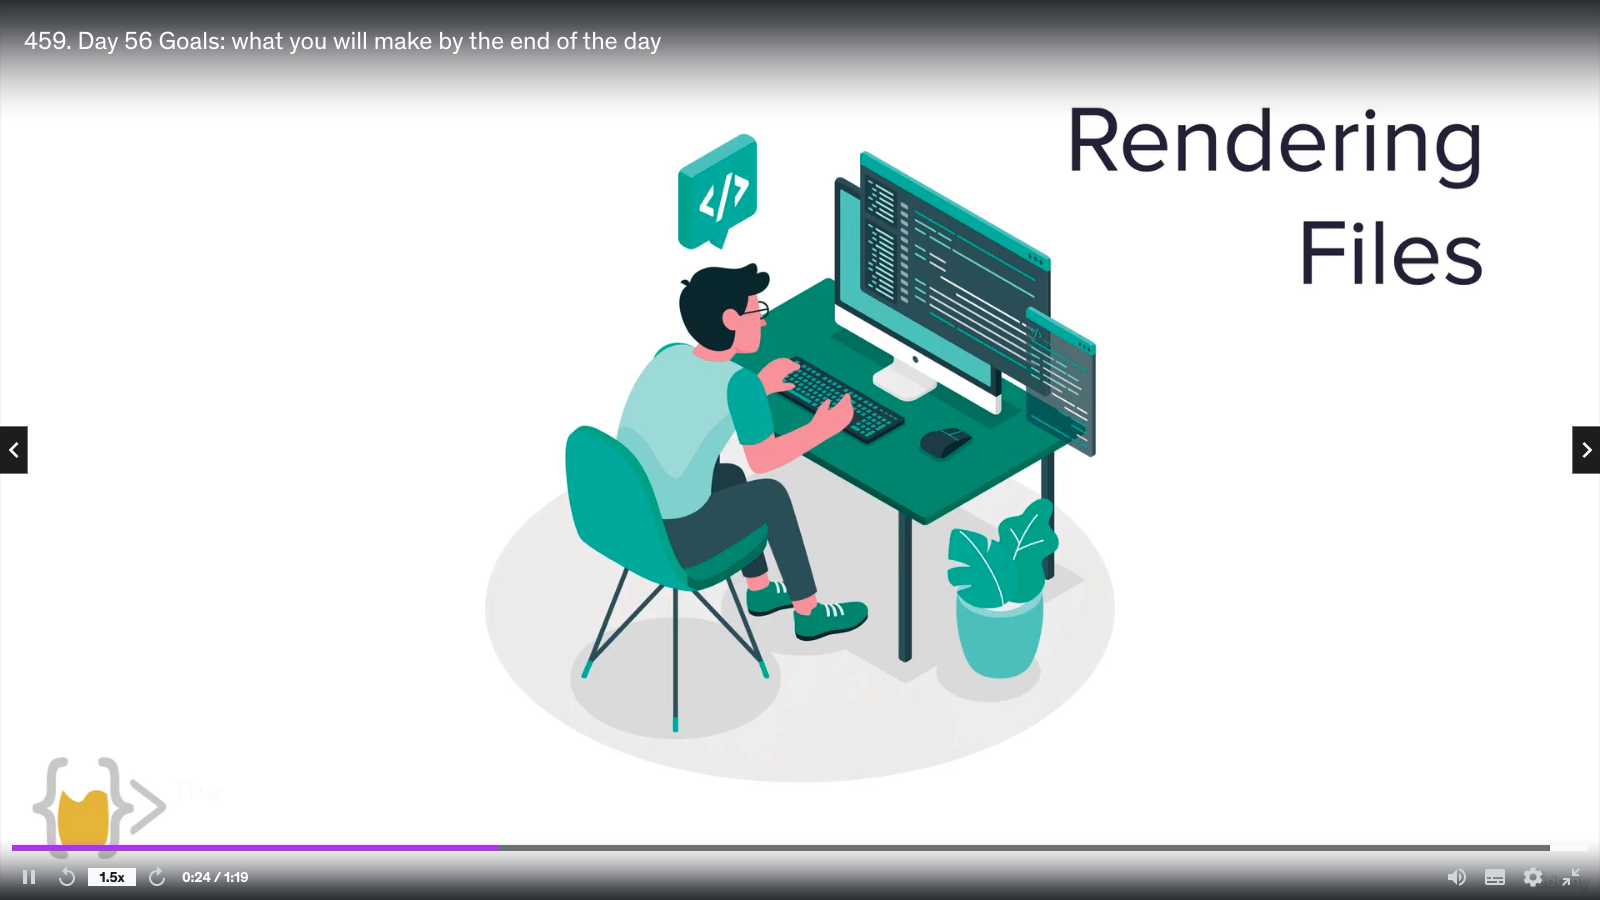 459. Day 56 Goals: what you will make by the end of the day
Rendering
Files
</>
The
1.5x
0:24 / 1:19